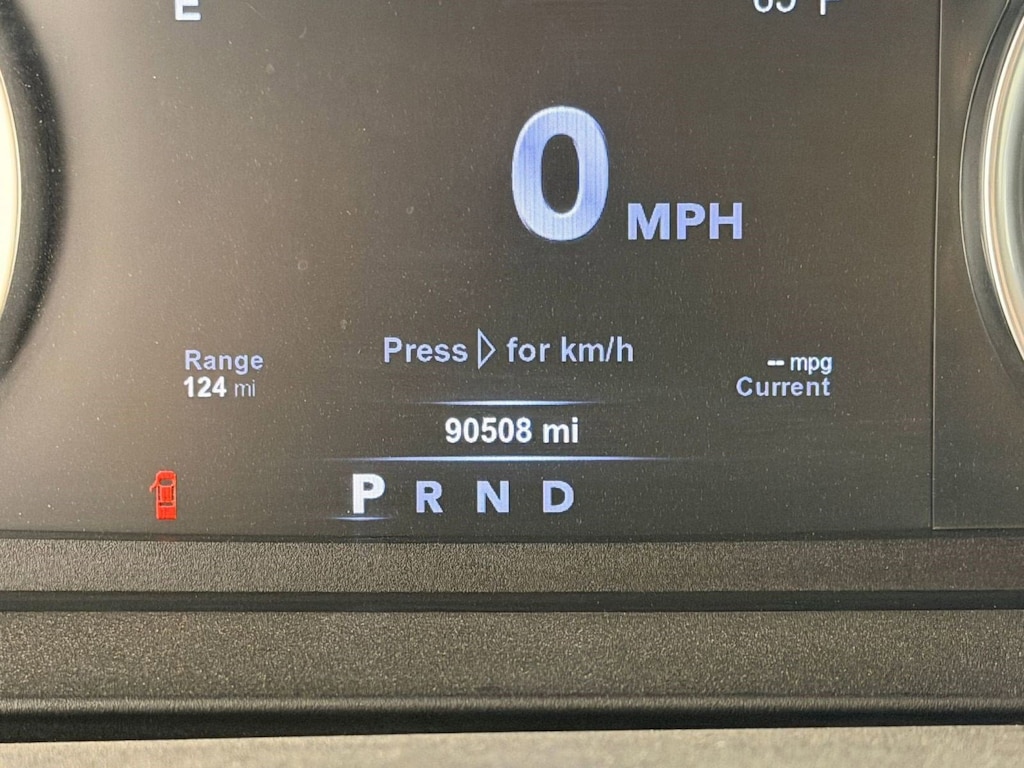 E
0 MPH
Press for km/h
Range
124 mi
-- mpg
Current
90508 mi
P R N D